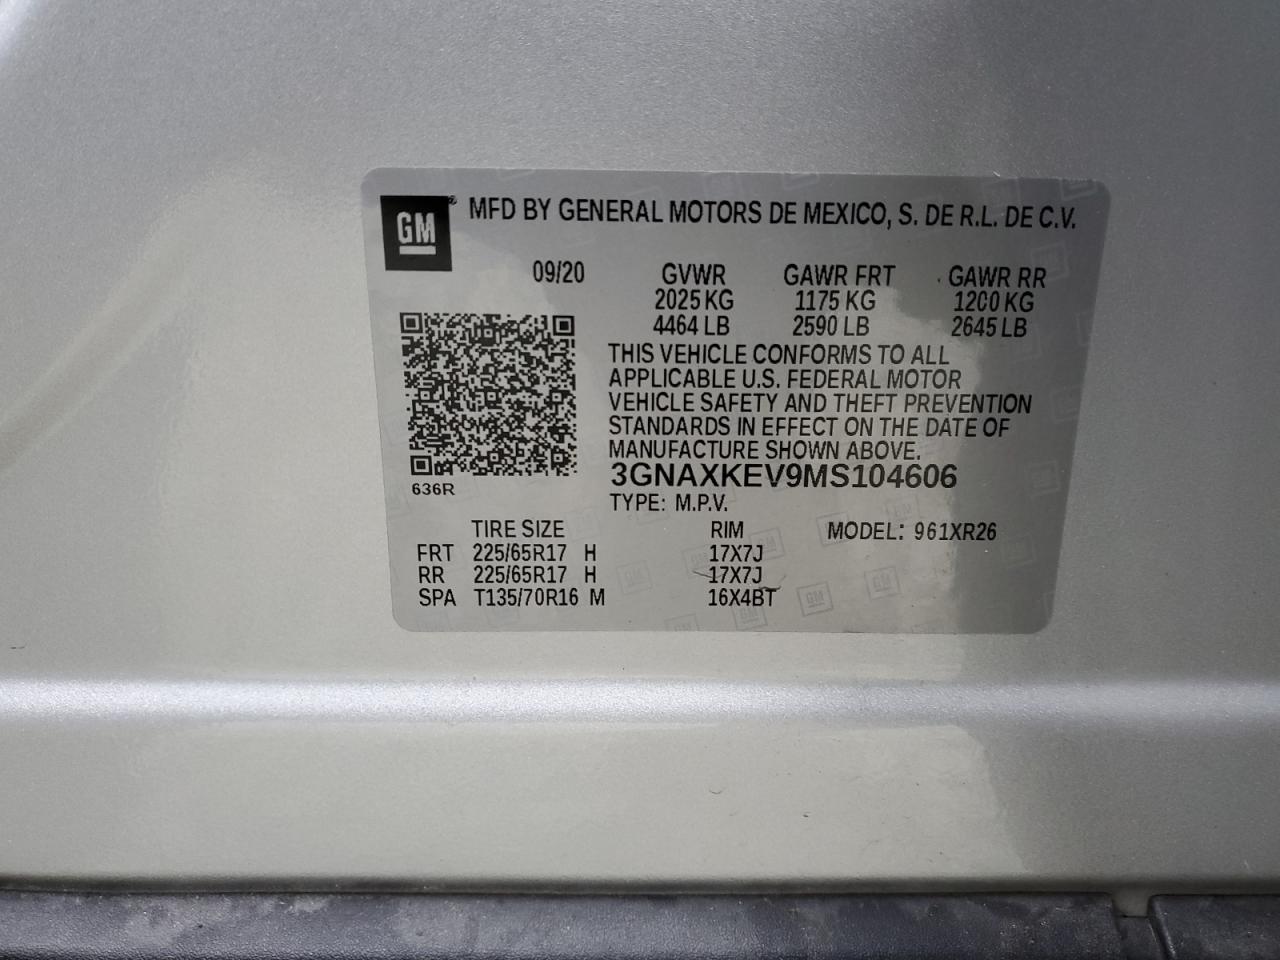 GM® MFD BY GENERAL MOTORS DE MEXICO, S. DE R.L. DE C.V.
09/20 GVWR GAWR FRT GAWR RR
2025 KG 1175 KG 1200 KG
4464 LB 2590 LB 2645 LB
THIS VEHICLE CONFORMS TO ALL
APPLICABLE U.S. FEDERAL MOTOR
VEHICLE SAFETY AND THEFT PREVENTION
STANDARDS IN EFFECT ON THE DATE OF
MANUFACTURE SHOWN ABOVE.
3GNAXKEV9MS104606
636R
TYPE: M.P.V.
TIRE SIZE RIM MODEL: 961XR26
FRT 225/65R17 H 17X7J
RR 225/65R17 H 17X7J
SPA T135/70R16 M 16X4BT